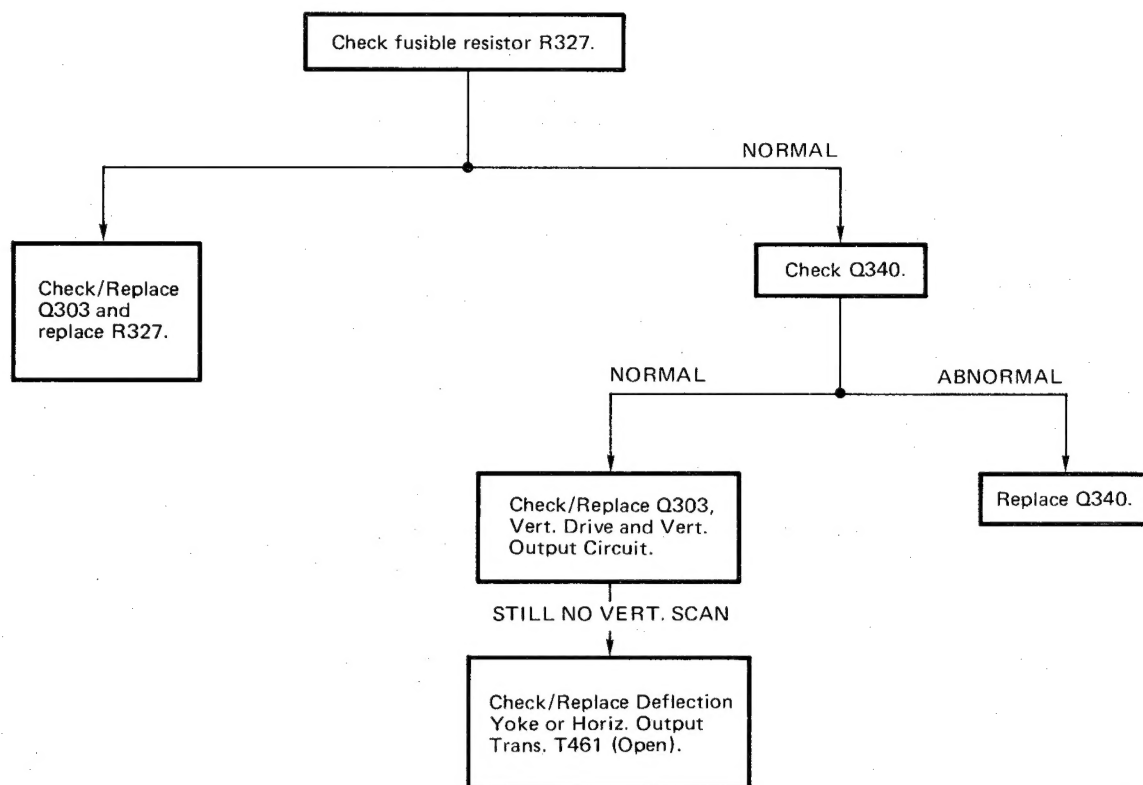 Check fusible resistor R327.
NORMAL
Check/Replace
Q303 and
replace R327.
Check Q340.
NORMAL
ABNORMAL
Check/Replace Q303,
Vert. Drive and Vert.
Output Circuit.
Replace Q340.
STILL NO VERT. SCAN
Check/Replace Deflection
Yoke or Horiz. Output
Trans. T461 (Open).